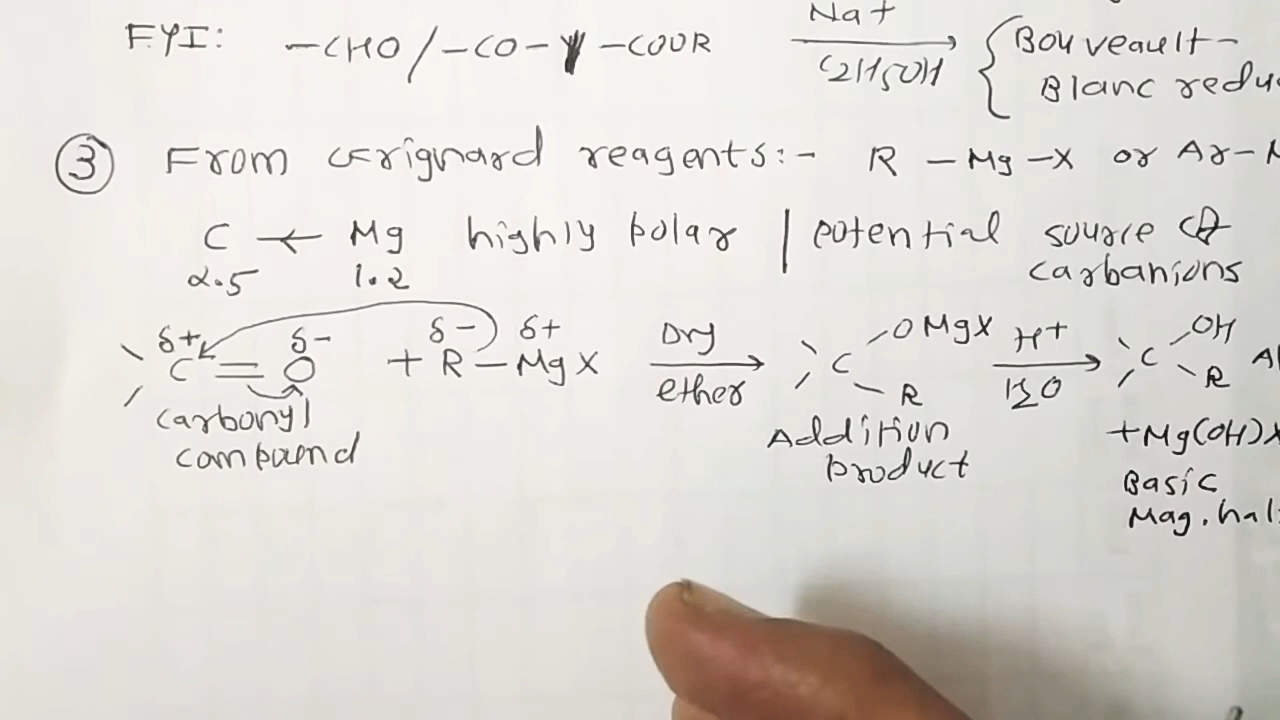 FYI: -CHO / -CO- -COOR Na + C2H5OH { Bouveault-
Blanc redu
③ From Grignard reagents:- R-Mg-X or Ar-M
C ← Mg highly polar | potential source of
2.5 1.2 carbanions
δ+ δ- δ- δ+
C = O + R-MgX Dry ether → C OMgX R H+ H2O → C OH R Al
carbonyl compound
Addition product
+Mg(OH)X
Basic
Mag. hal